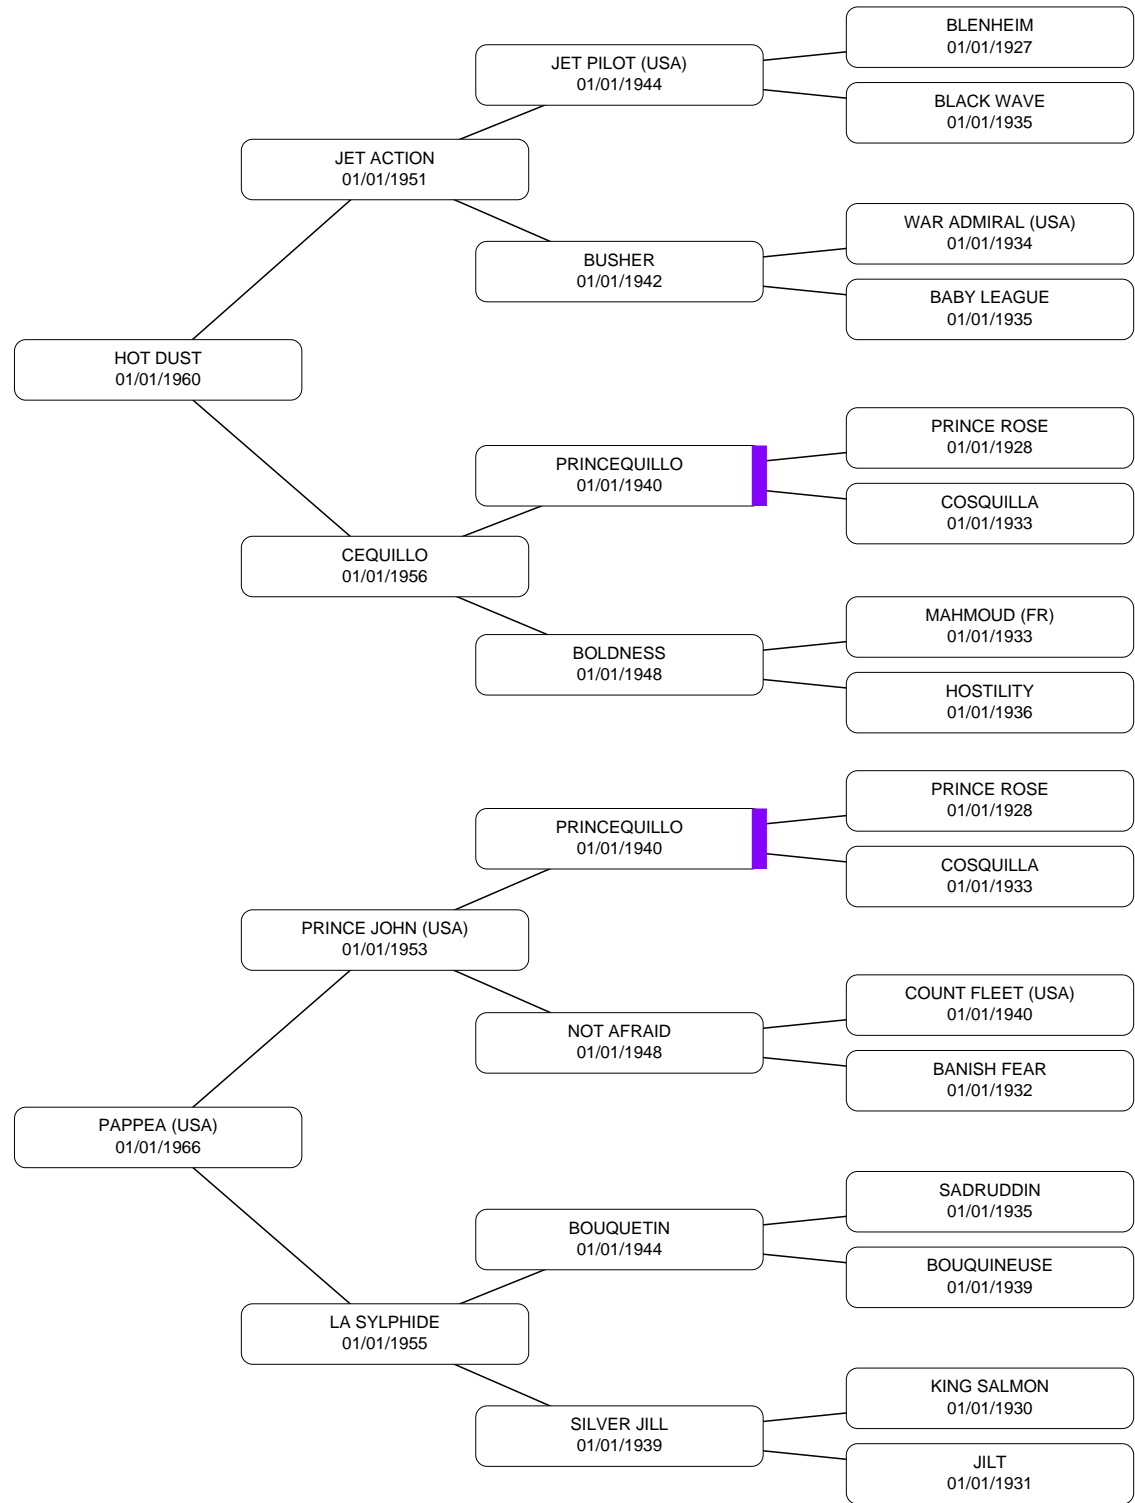 BLENHEIM
01/01/1927
JET PILOT (USA)
01/01/1944
BLACK WAVE
01/01/1935
JET ACTION
01/01/1951
WAR ADMIRAL (USA)
01/01/1934
BUSHER
01/01/1942
BABY LEAGUE
01/01/1935
HOT DUST
01/01/1960
PRINCE ROSE
01/01/1928
PRINCEQUILLO
01/01/1940
COSQUILLA
01/01/1933
CEQUILLO
01/01/1956
MAHMOUD (FR)
01/01/1933
BOLDNESS
01/01/1948
HOSTILITY
01/01/1936
PRINCE ROSE
01/01/1928
PRINCEQUILLO
01/01/1940
COSQUILLA
01/01/1933
PRINCE JOHN (USA)
01/01/1953
COUNT FLEET (USA)
01/01/1940
NOT AFRAID
01/01/1948
BANISH FEAR
01/01/1932
PAPPEA (USA)
01/01/1966
SADRUDDIN
01/01/1935
BOUQUETIN
01/01/1944
BOUQUINEUSE
01/01/1939
LA SYLPHIDE
01/01/1955
KING SALMON
01/01/1930
SILVER JILL
01/01/1939
JILT
01/01/1931